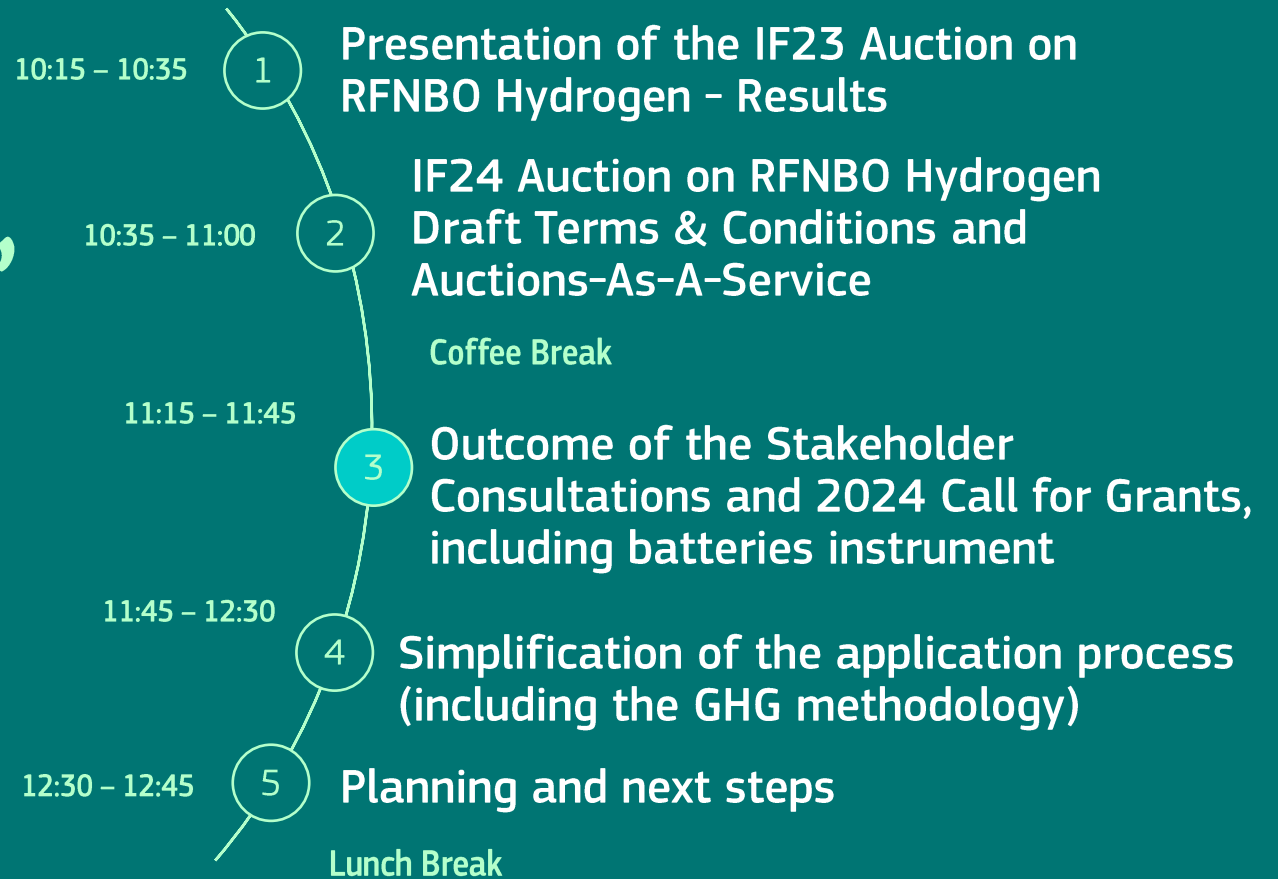 10:15 – 10:35
1
Presentation of the IF23 Auction on
RFNBO Hydrogen - Results
10:35 – 11:00
2
IF24 Auction on RFNBO Hydrogen
Draft Terms & Conditions and
Auctions-As-A-Service
Coffee Break
11:15 – 11:45
3
Outcome of the Stakeholder
Consultations and 2024 Call for Grants,
including batteries instrument
11:45 – 12:30
4
Simplification of the application process
(including the GHG methodology)
12:30 – 12:45
5
Planning and next steps
Lunch Break